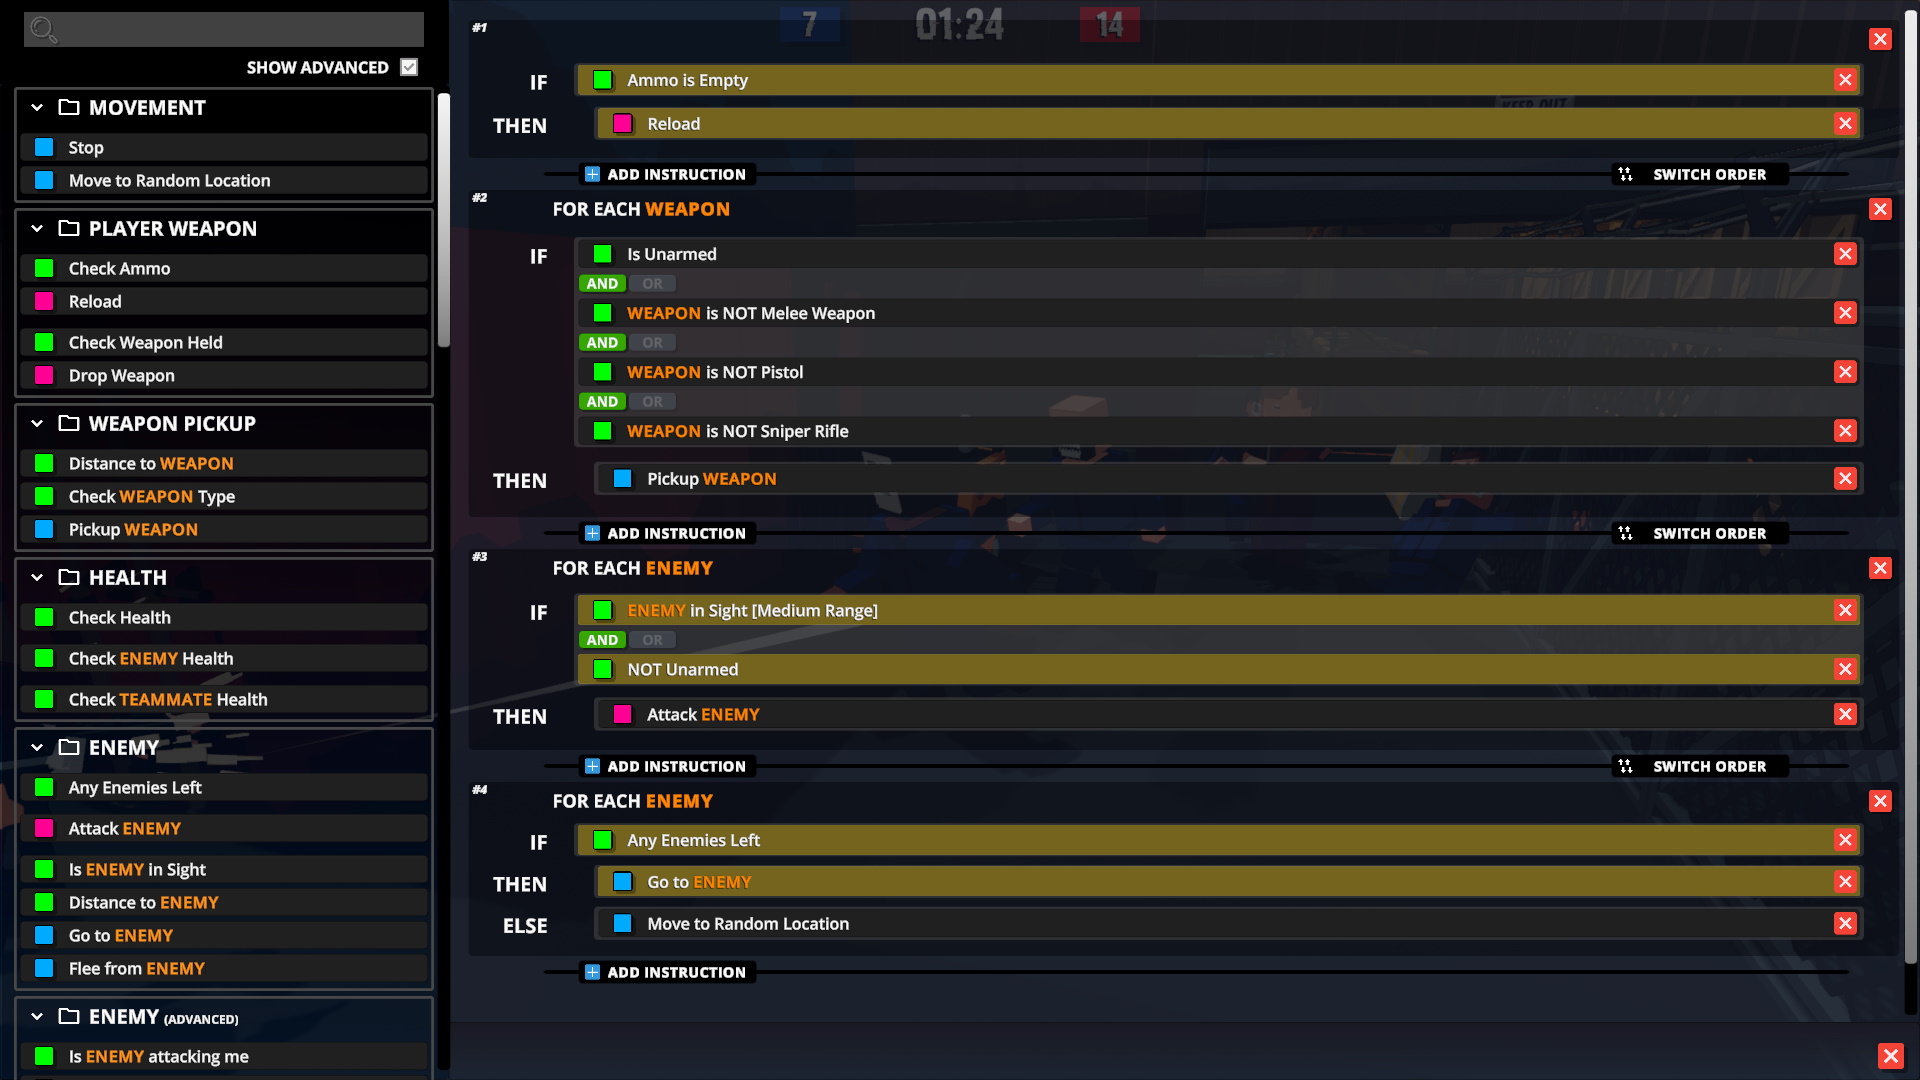 SHOW ADVANCED
MOVEMENT
Stop
Move to Random Location
PLAYER WEAPON
Check Ammo
Reload
Check Weapon Held
Drop Weapon
WEAPON PICKUP
Distance to WEAPON
Check WEAPON Type
Pickup WEAPON
HEALTH
Check Health
Check ENEMY Health
Check TEAMMATE Health
ENEMY
Any Enemies Left
Attack ENEMY
Is ENEMY in Sight
Distance to ENEMY
Go to ENEMY
Flee from ENEMY
ENEMY (ADVANCED)
Is ENEMY attacking me
7 01:24 14
KEEP OUT
#1
IF Ammo is Empty
THEN Reload
ADD INSTRUCTION SWITCH ORDER
#2
FOR EACH WEAPON
IF Is Unarmed
AND OR
WEAPON is NOT Melee Weapon
AND OR
WEAPON is NOT Pistol
AND OR
WEAPON is NOT Sniper Rifle
THEN Pickup WEAPON
ADD INSTRUCTION SWITCH ORDER
#3
FOR EACH ENEMY
IF ENEMY in Sight [Medium Range]
AND OR
NOT Unarmed
THEN Attack ENEMY
ADD INSTRUCTION SWITCH ORDER
#4
FOR EACH ENEMY
IF Any Enemies Left
THEN Go to ENEMY
ELSE Move to Random Location
ADD INSTRUCTION